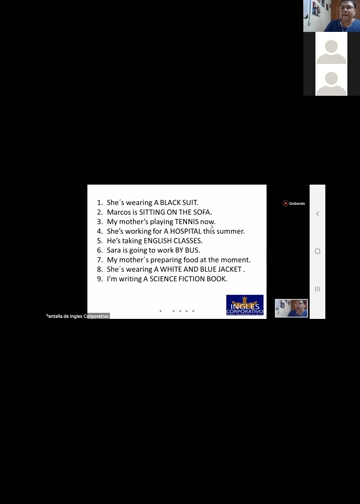 1. She´s wearing A BLACK SUIT.
2. Marcos is SITTING ON THE SOFA.
3. My mother's playing TENNIS now.
4. She's working for A HOSPITAL this summer.
5. He's taking ENGLISH CLASSES.
6. Sara is going to work BY BUS.
7. My mother´s preparing food at the moment.
8. She´s wearing A WHITE AND BLUE JACKET .
9. I'm writing A SCIENCE FICTION BOOK.
Grabando
INGLES
CORPORATIVO
Pantalla de Ingles Corporativo